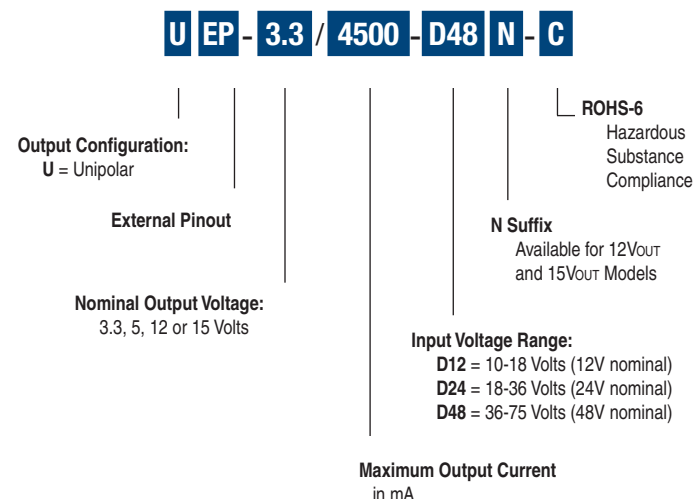 U EP - 3.3 / 4500 - D48 N - C
ROHS-6
Hazardous
Substance
Compliance
Output Configuration:
U = Unipolar
External Pinout
N Suffix
Available for 12VOUT
and 15VOUT Models
Nominal Output Voltage:
3.3, 5, 12 or 15 Volts
Input Voltage Range:
D12 = 10-18 Volts (12V nominal)
D24 = 18-36 Volts (24V nominal)
D48 = 36-75 Volts (48V nominal)
Maximum Output Current
in mA